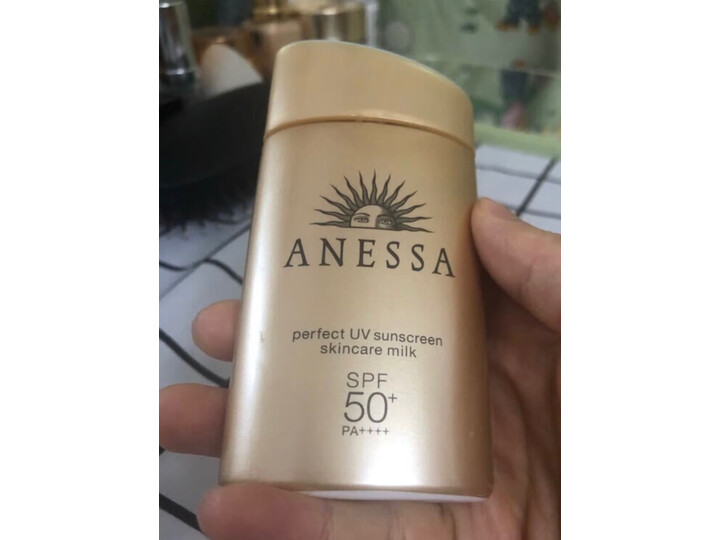 ANESSA
perfect UV sunscreen
skincare milk
SPF
50+
PA++++